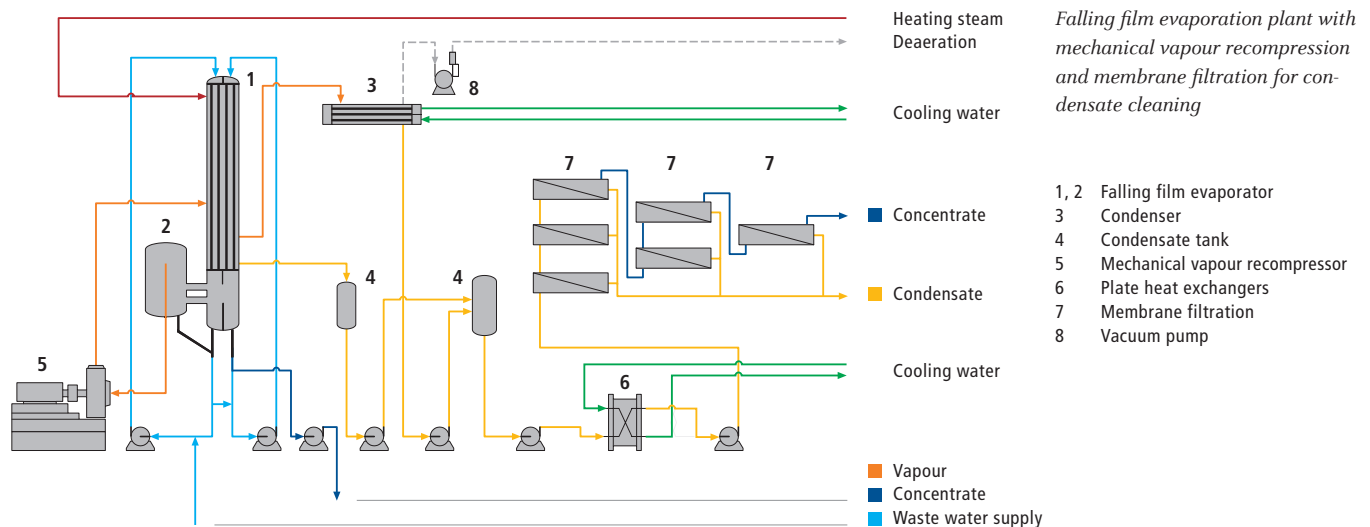 Heating steam
Deaeration
Falling film evaporation plant with
mechanical vapour recompression
and membrane filtration for con-
densate cleaning
1
3
8
Cooling water
7
7
7
1, 2 Falling film evaporator
3 Condenser
4 Condensate tank
5 Mechanical vapour recompressor
6 Plate heat exchangers
7 Membrane filtration
8 Vacuum pump
2
Concentrate
4
4
Condensate
5
6
Cooling water
Vapour
Concentrate
Waste water supply